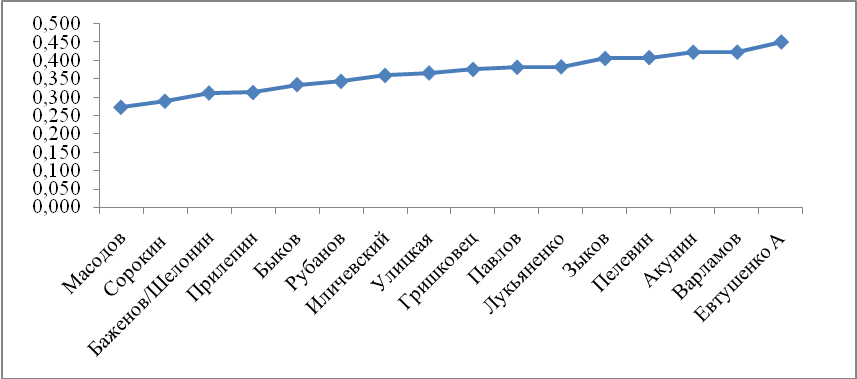 0,500
0,450
0,400
0,350
0,300
0,250
0,200
0,150
0,100
0,050
0,000
Масодов
Сорокин
Баженов/Шелонин
Прилепин
Быков
Рубанов
Иличевский
Улицкая
Гришковец
Павлов
Лукьяненко
Зыков
Пелевин
Акунин
Варламов
Евтушенко А